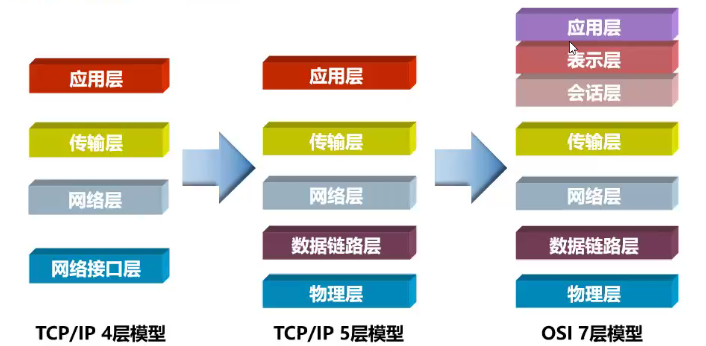 应用层
传输层
网络层
网络接口层
TCP/IP 4层模型
应用层
传输层
网络层
数据链路层
物理层
TCP/IP 5层模型
应用层
表示层
会话层
传输层
网络层
数据链路层
物理层
OSI 7层模型